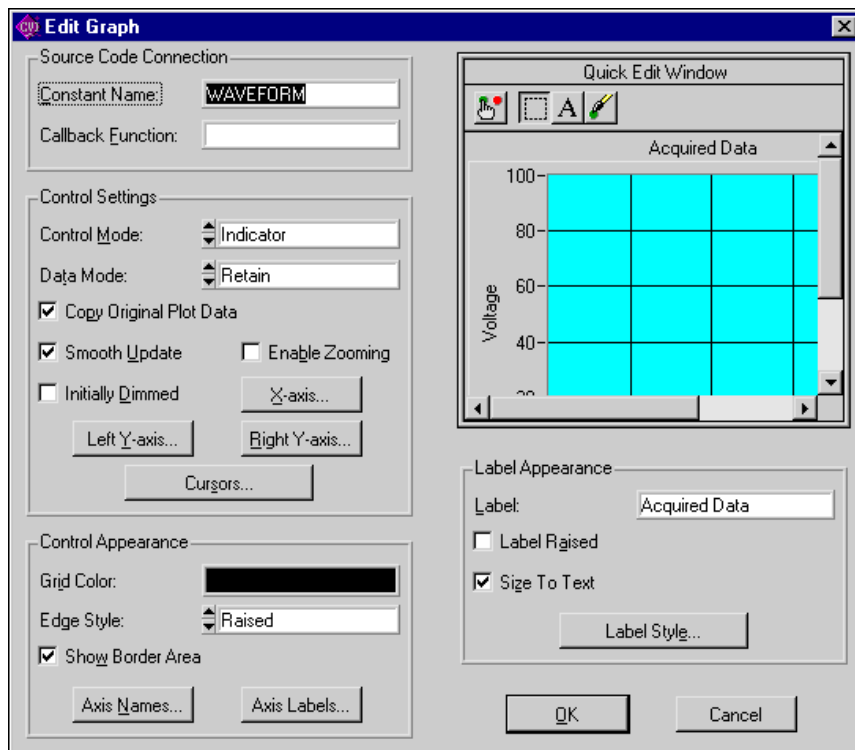 CVI Edit Graph
Source Code Connection
Constant Name: WAVEFORM
Callback Function:
Control Settings
Control Mode: Indicator
Data Mode: Retain
Copy Original Plot Data
Smooth Update Enable Zooming
Initially Dimmed X-axis...
Left Y-axis... Right Y-axis...
Cursors...
Control Appearance
Grid Color:
Edge Style: Raised
Show Border Area
Axis Names... Axis Labels...
Quick Edit Window
A
Acquired Data
100
80
60
40
20
Voltage
Label Appearance
Label: Acquired Data
Label Raised
Size To Text
Label Style...
OK Cancel